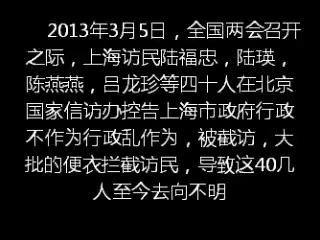 2013年3月5日，全国两会召开
之际，上海访民陆福忠，陆瑛，
陈燕燕，吕龙珍等四十人在北京
国家信访办控告上海市政府行政
不作为行政乱作为，被截访，大
批的便衣拦截访民，导致这40几
人至今去向不明